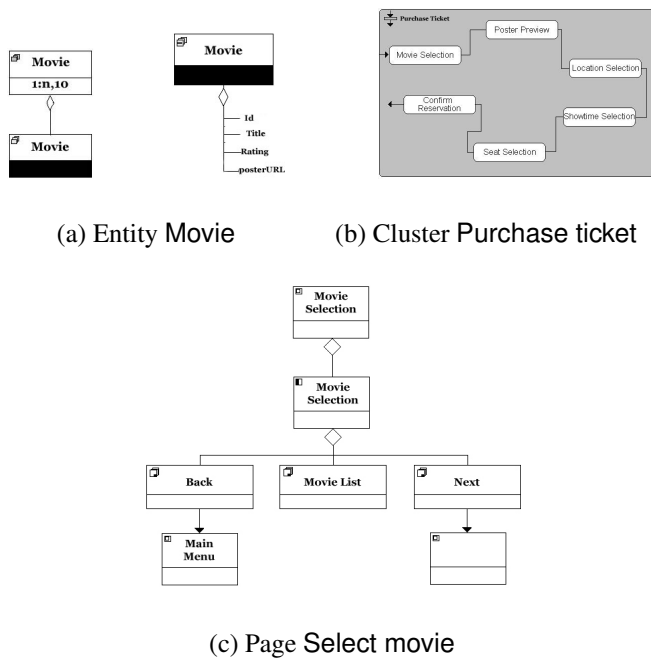 Movie
1:n,10
Movie
Movie
Id
Title
Rating
posterURL
Purchase Ticket
Poster Preview
Movie Selection
Location Selection
Confirm
Reservation
Showtime Selection
Seat Selection
(a) Entity Movie
(b) Cluster Purchase ticket
Movie
Selection
Movie
Selection
Back
Movie List
Next
Main
Menu
(c) Page Select movie